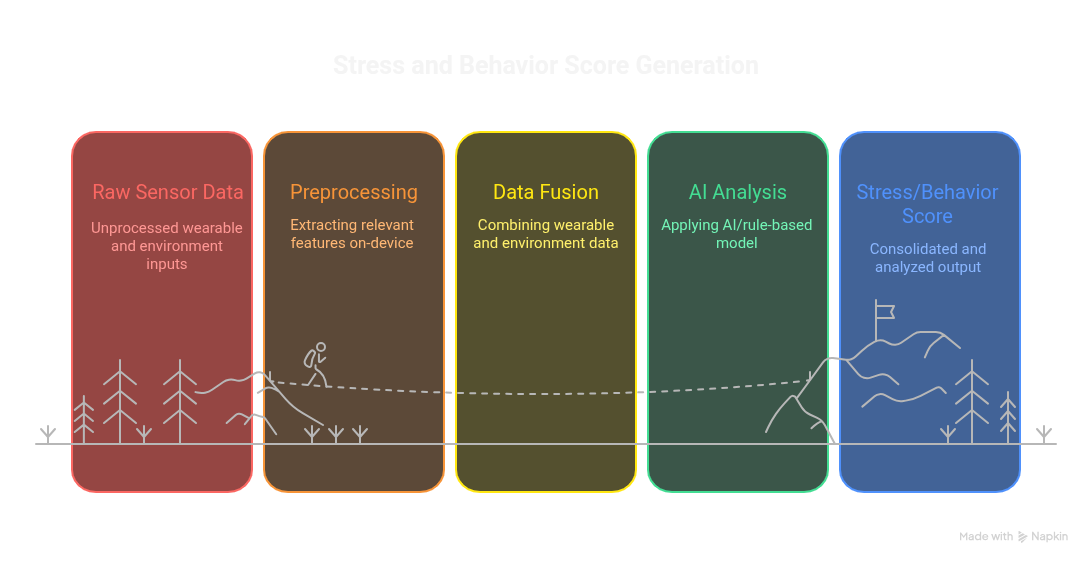 Stress and Behavior Score Generation
Raw Sensor Data
Unprocessed wearable
and environment
inputs
Preprocessing
Extracting relevant
features on-device
Data Fusion
Combining wearable
and environment data
AI Analysis
Applying AI/rule-based
model
Stress/Behavior
Score
Consolidated and
analyzed output
Made with Napkin